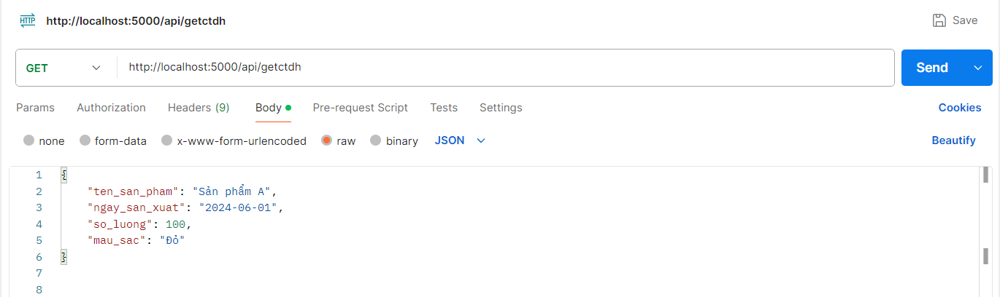 HTTP http://localhost:5000/api/getctdh Save
GET http://localhost:5000/api/getctdh Send
Params Authorization Headers (9) Body Pre-request Script Tests Settings Cookies
none form-data x-www-form-urlencoded raw binary JSON Beautify
1 {
2 "ten_san_pham": "Sản phẩm A",
3 "ngay_san_xuat": "2024-06-01",
4 "so_luong": 100,
5 "mau_sac": "Đỏ"
6 }
7
8